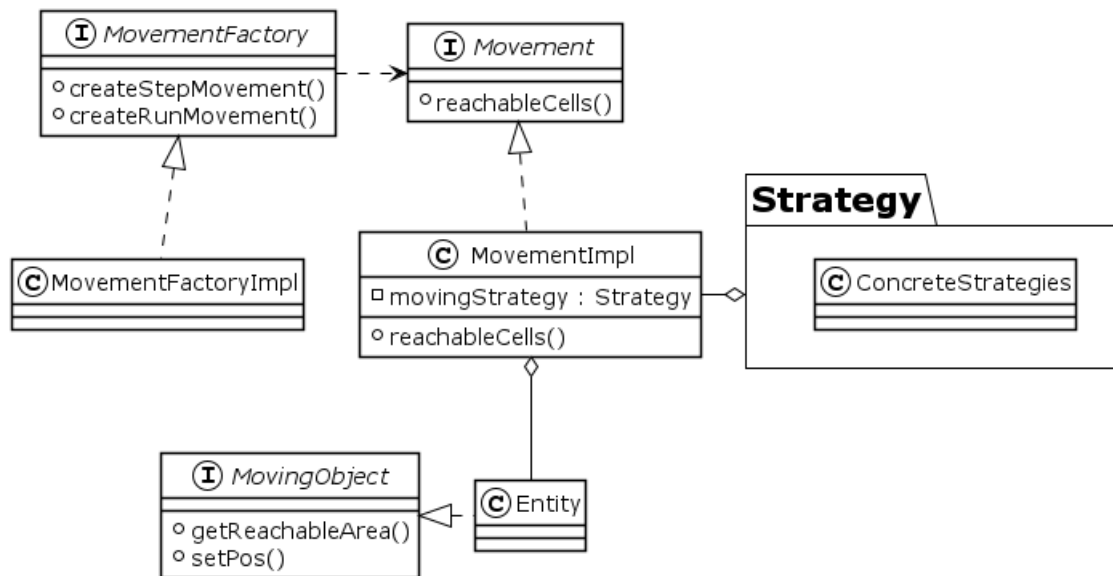 I MovementFactory
createStepMovement()
createRunMovement()
I Movement
reachableCells()
C MovementFactoryImpl
C MovementImpl
movingStrategy : Strategy
reachableCells()
Strategy
C ConcreteStrategies
I MovingObject
getReachableArea()
setPos()
C Entity